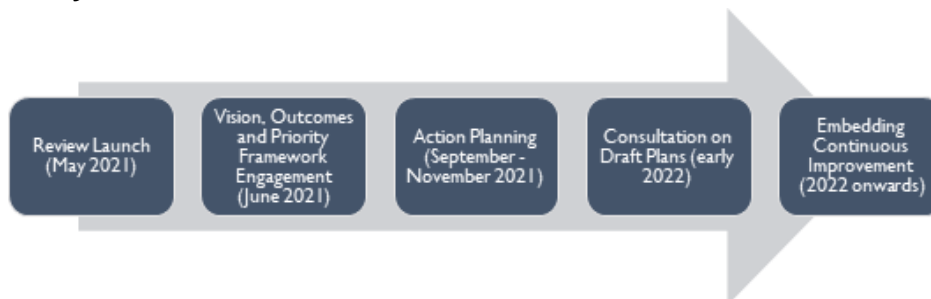 Review Launch
(May 2021)
Vision, Outcomes
and Priority
Framework
Engagement
(June 2021)
Action Planning
(September -
November 2021)
Consultation on
Draft Plans (early
2022)
Embedding
Continuous
Improvement
(2022 onwards)